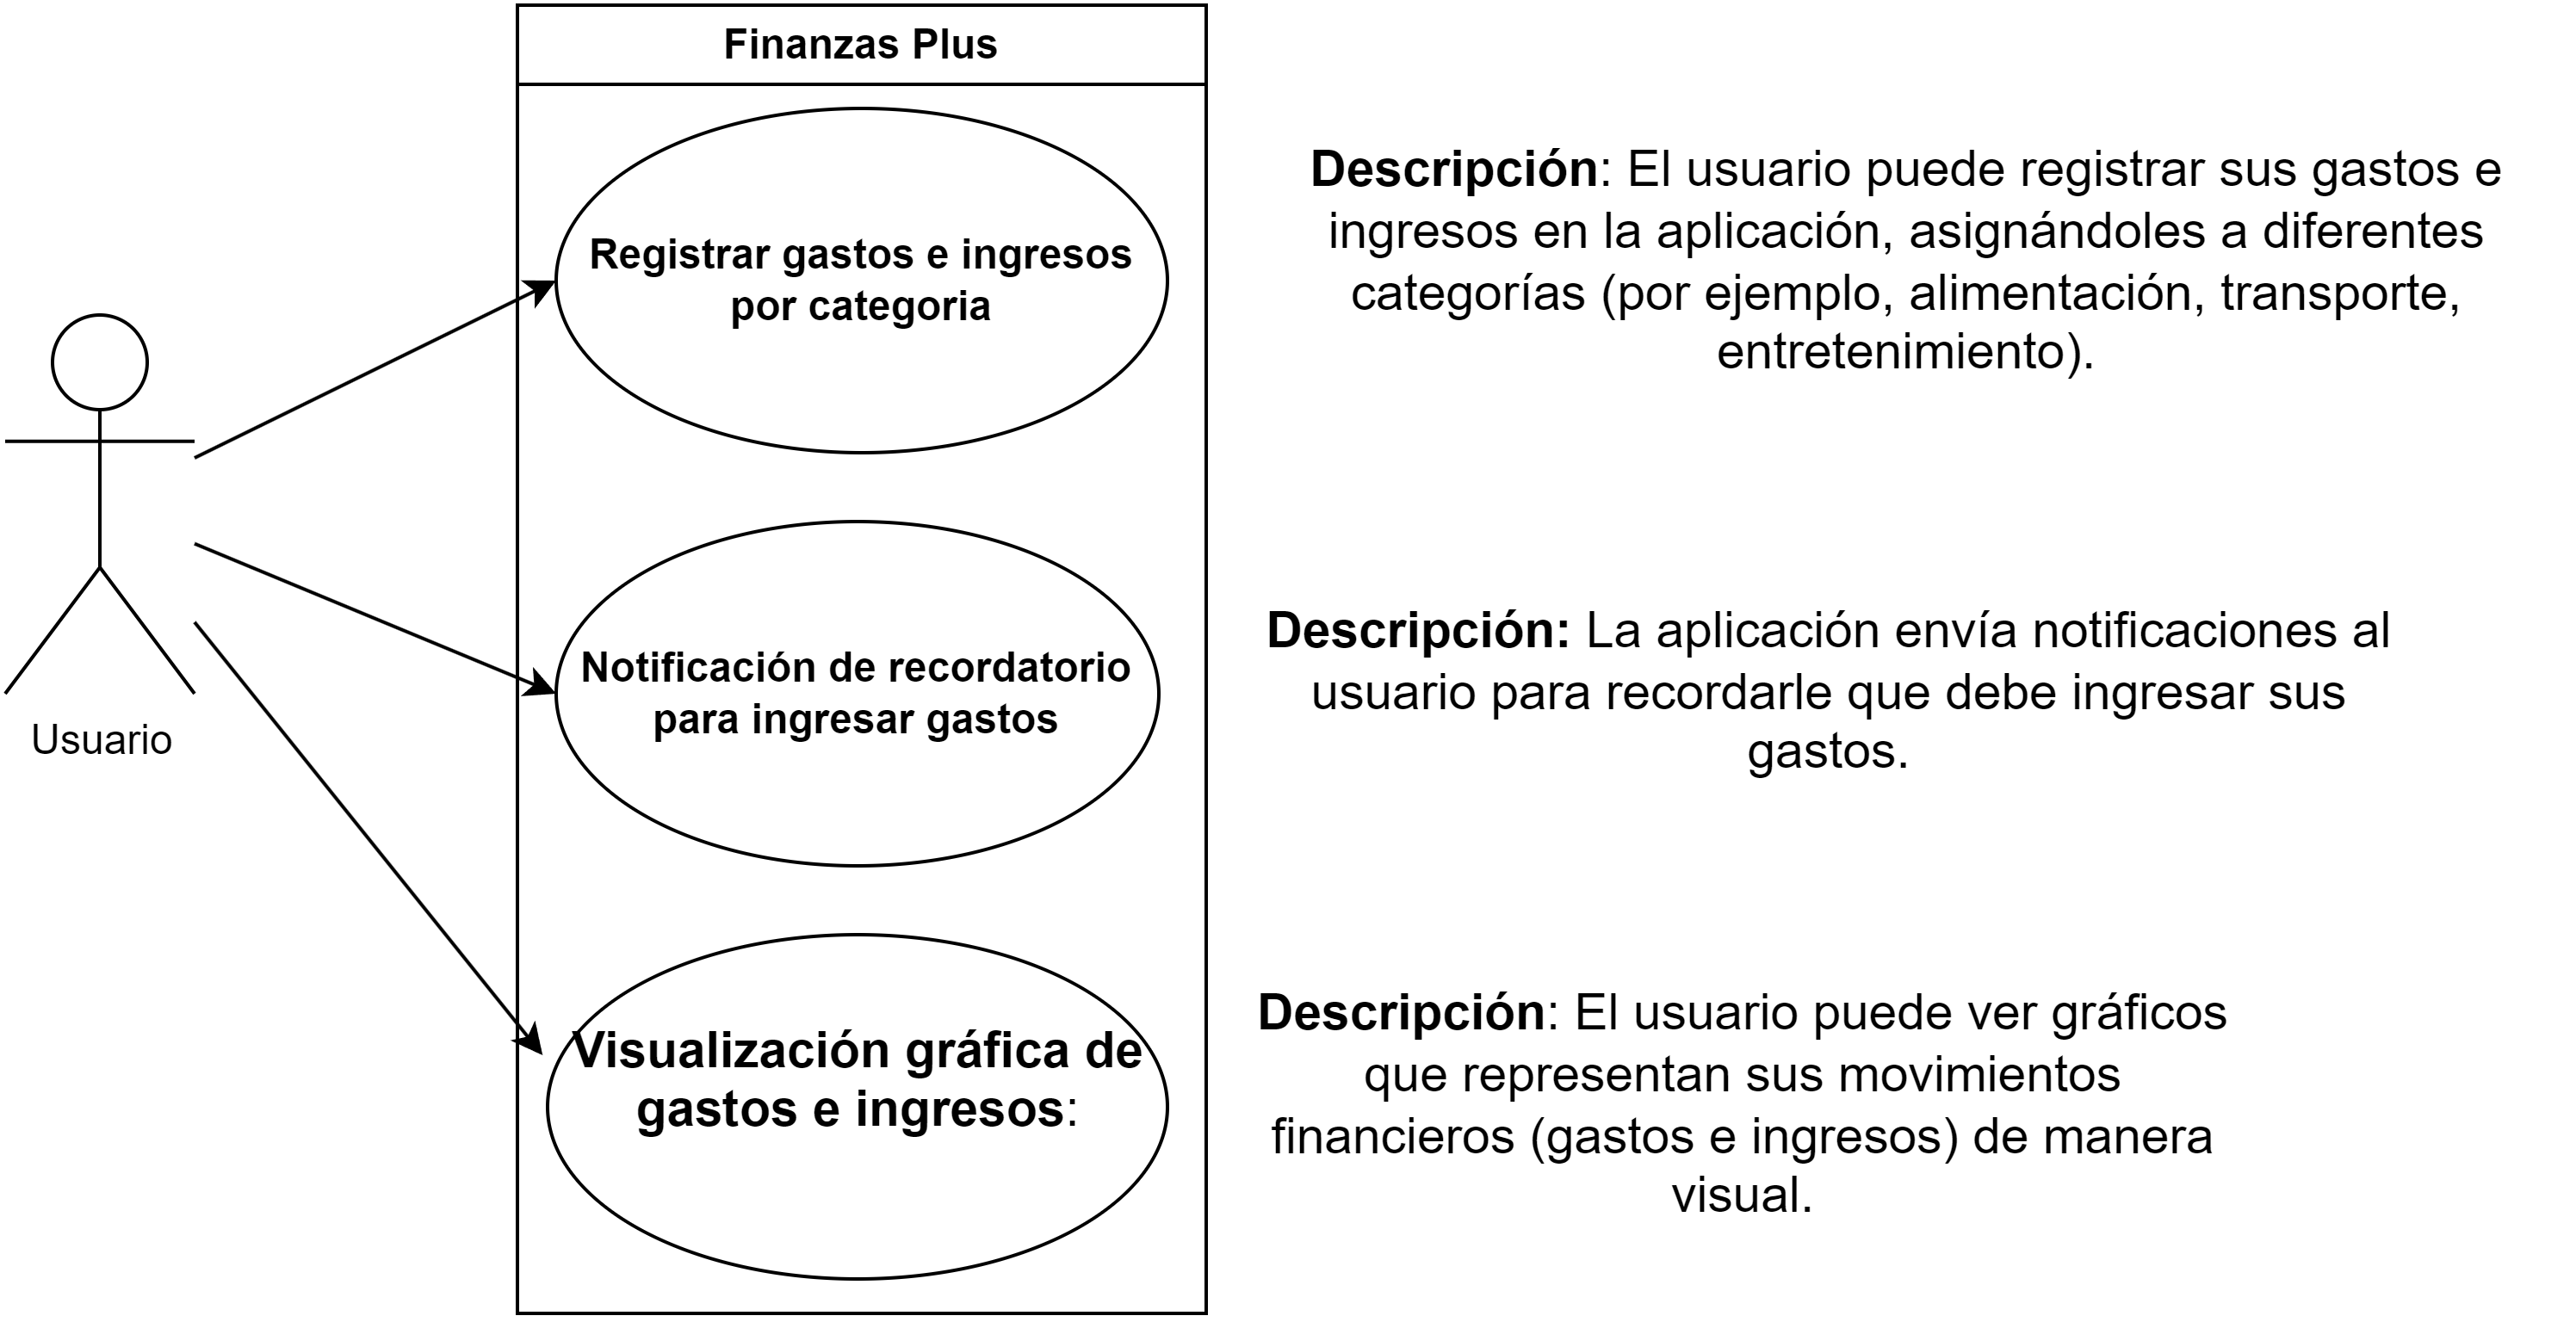 Finanzas Plus
Registrar gastos e ingresos
por categoria
Descripción: El usuario puede registrar sus gastos e
ingresos en la aplicación, asignándoles a diferentes
categorías (por ejemplo, alimentación, transporte,
entretenimiento).
Usuario
Notificación de recordatorio
para ingresar gastos
Descripción: La aplicación envía notificaciones al
usuario para recordarle que debe ingresar sus
gastos.
Visualización gráfica de
gastos e ingresos:
Descripción: El usuario puede ver gráficos
que representan sus movimientos
financieros (gastos e ingresos) de manera
visual.